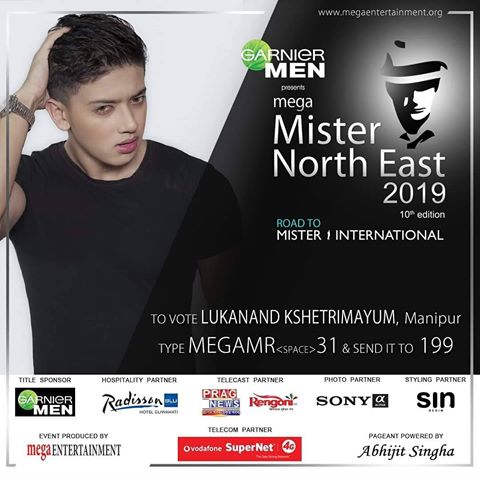 www.megaentertainment.org
GARNIER
MEN
presents
mega
Mister
North East
2019
10th edition
ROAD TO
MISTER INTERNATIONAL
TO VOTE LUKANAND KSHETRIMAYUM, Manipur
TYPE MEGAMR<SPACE>31 & SEND IT TO 199
TITLE SPONSOR HOSPITALITY PARTNER TELECAST PARTNER PHOTO PARTNER STYLING PARTNER
GARNIER
MEN
Radisson BLU
HOTEL GUWAHATI
PRAG
NEWS
Rengoni
SONY α
SIN
DENIM
EVENT PRODUCED BY
mega ENTERTAINMENT
TELECOM PARTNER
vodafone SuperNet 4G
PAGEANT POWERED BY
Abhijit Singha